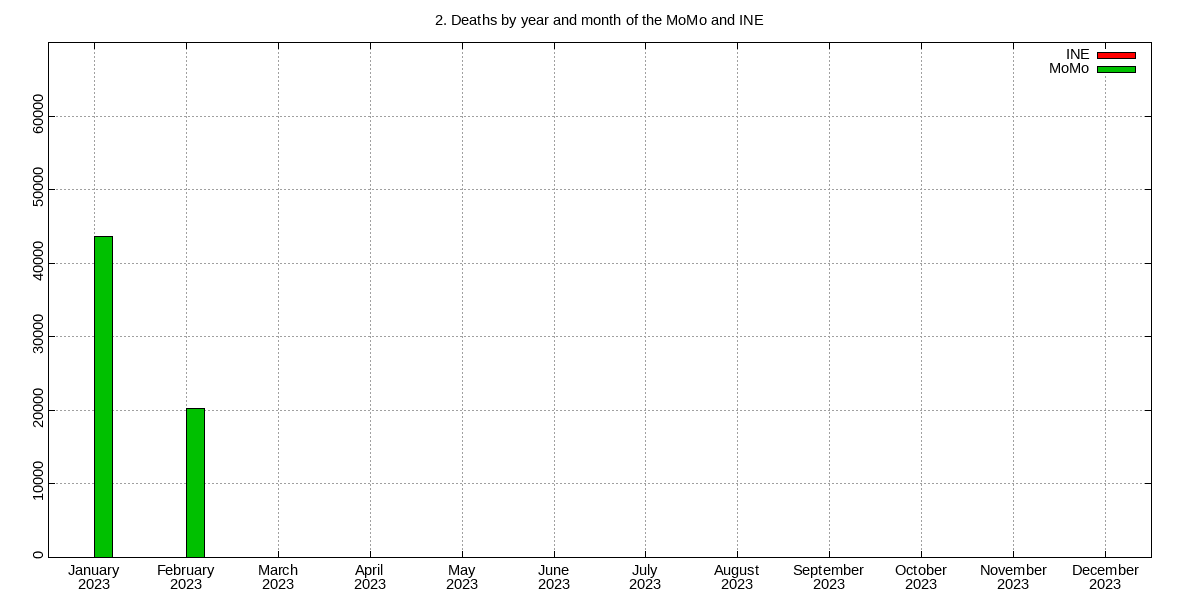 2. Deaths by year and month of the MoMo and INE
INE
MoMo
60000
50000
40000
30000
20000
10000
0
January February March April May June July August September October November December
2023 2023 2023 2023 2023 2023 2023 2023 2023 2023 2023 2023